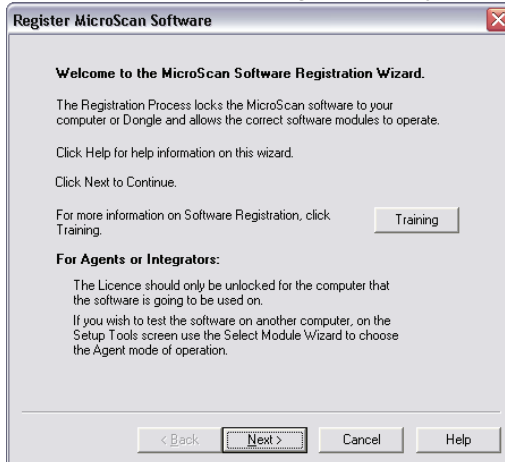 Register MicroScan Software
Welcome to the MicroScan Software Registration Wizard.
The Registration Process locks the MicroScan software to your
computer or Dongle and allows the correct software modules to operate.
Click Help for help information on this wizard.
Click Next to Continue.
For more information on Software Registration, click
Training.
Training
For Agents or Integrators:
The Licence should only be unlocked for the computer that
the software is going to be used on.
If you wish to test the software on another computer, on the
Setup Tools screen use the Select Module Wizard to choose
the Agent mode of operation.
< Back Next > Cancel Help